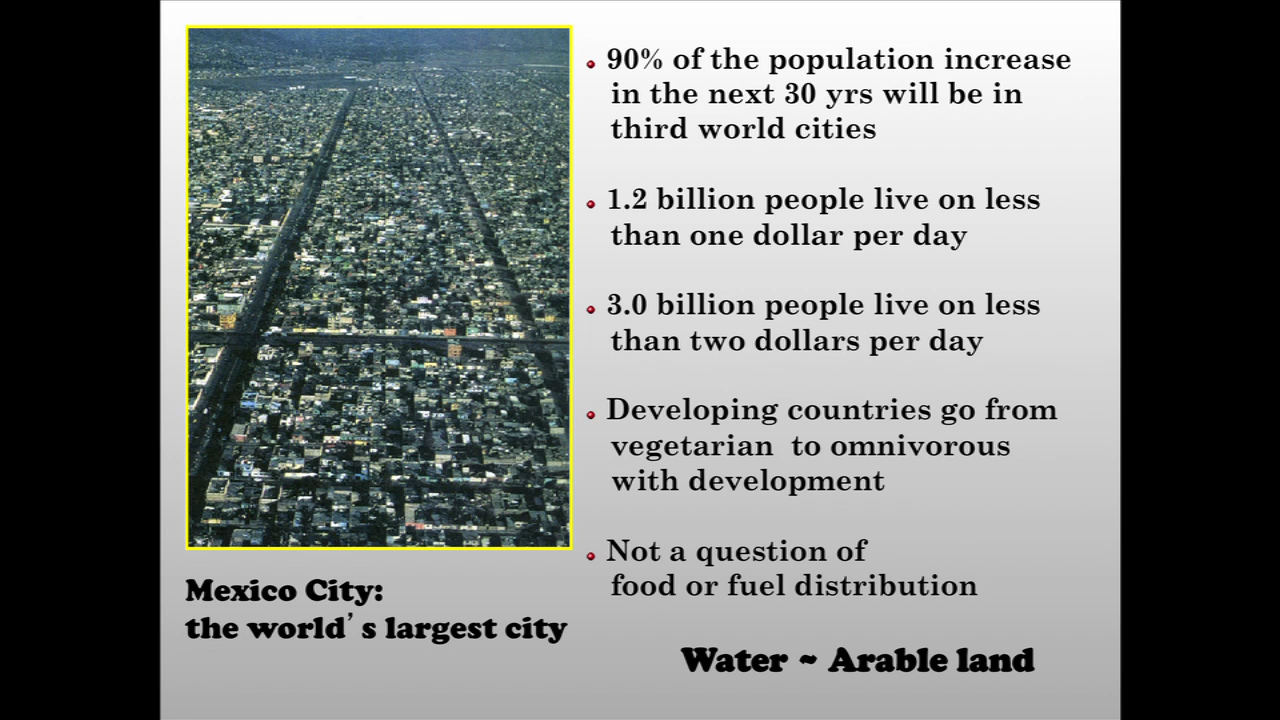 90% of the population increase
in the next 30 yrs will be in
third world cities
1.2 billion people live on less
than one dollar per day
3.0 billion people live on less
than two dollars per day
Developing countries go from
vegetarian to omnivorous
with development
Not a question of
food or fuel distribution
Mexico City:
the world’s largest city
Water ~ Arable land